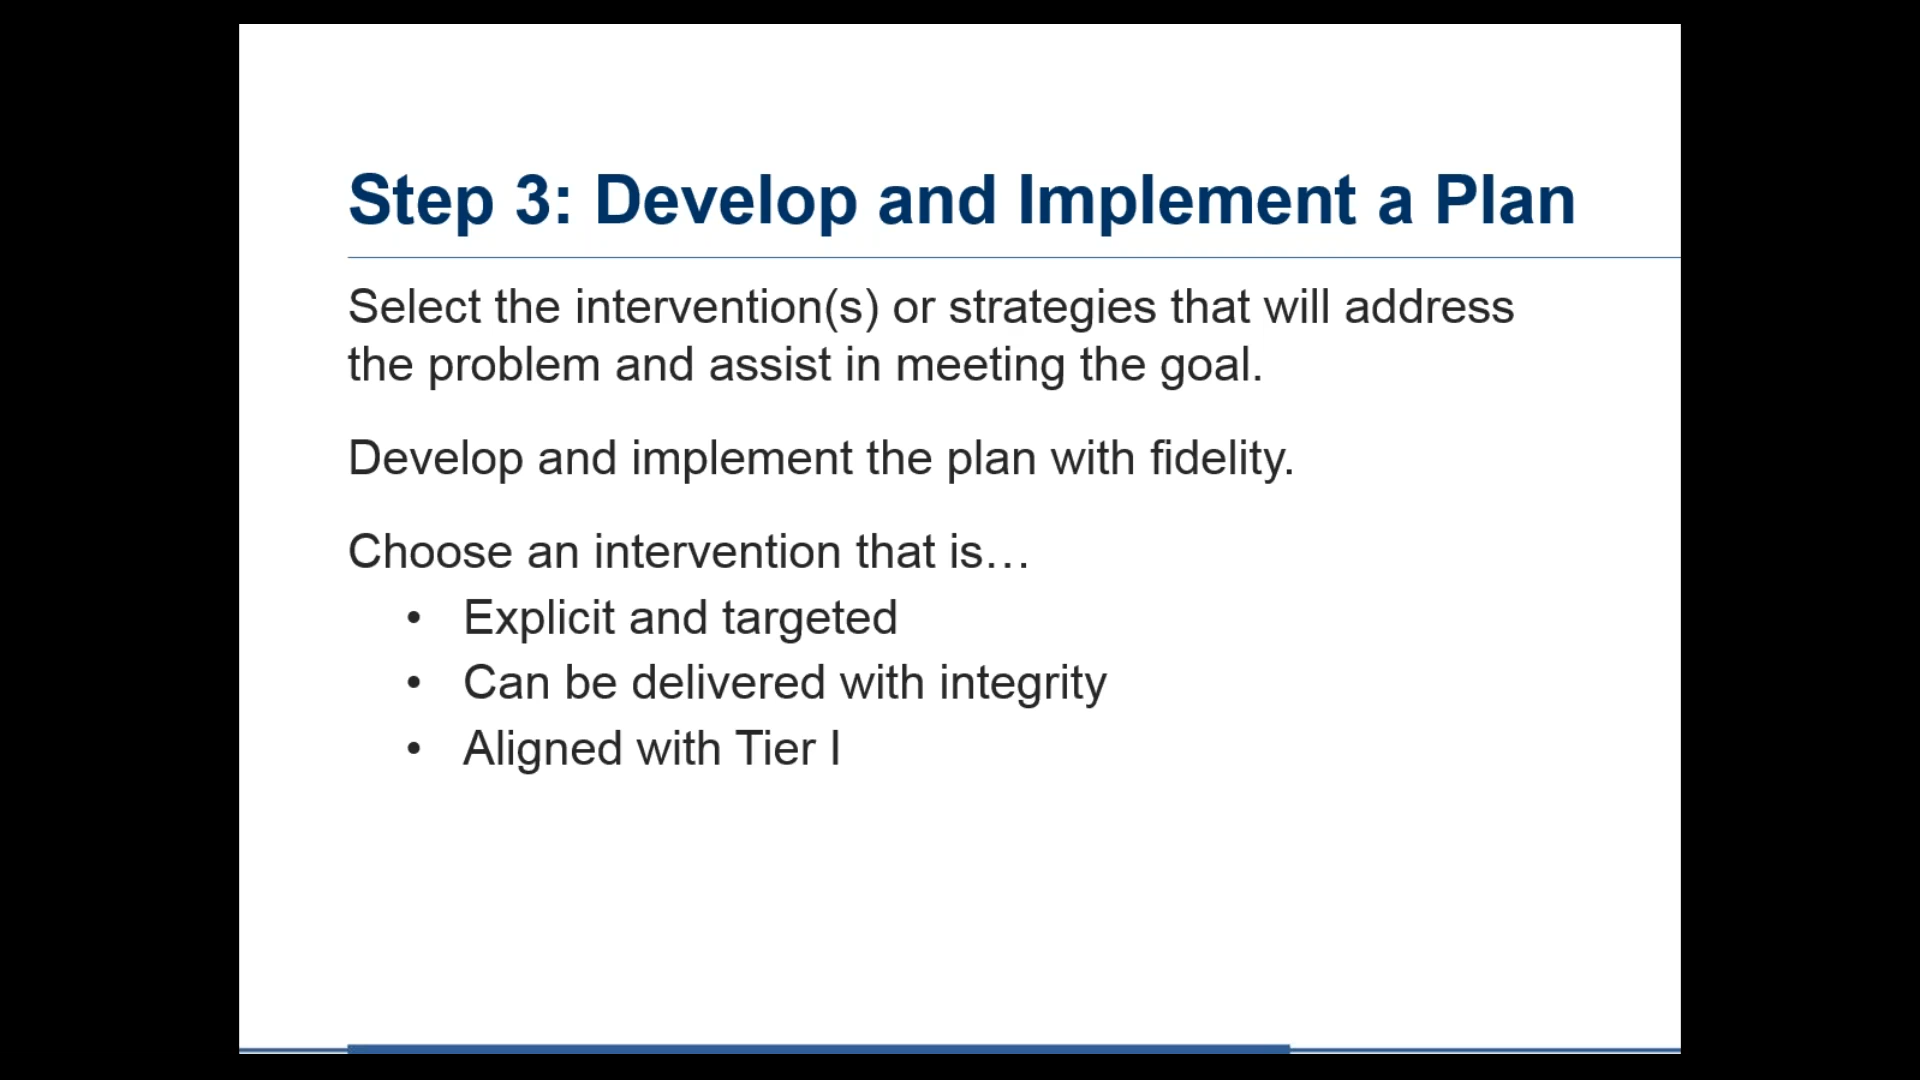 Step 3: Develop and Implement a Plan
Select the intervention(s) or strategies that will address
the problem and assist in meeting the goal.
Develop and implement the plan with fidelity.
Choose an intervention that is…
• Explicit and targeted
• Can be delivered with integrity
• Aligned with Tier I